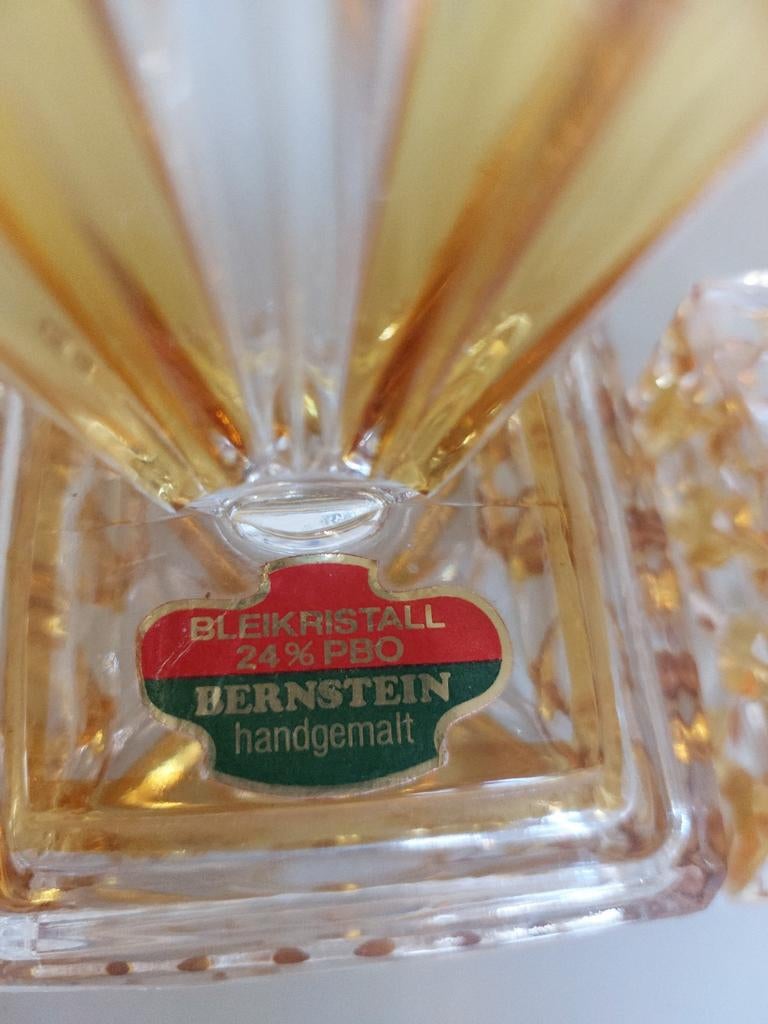 BLEIKRISTALL
24% PBO
BERNSTEIN
handgemalt